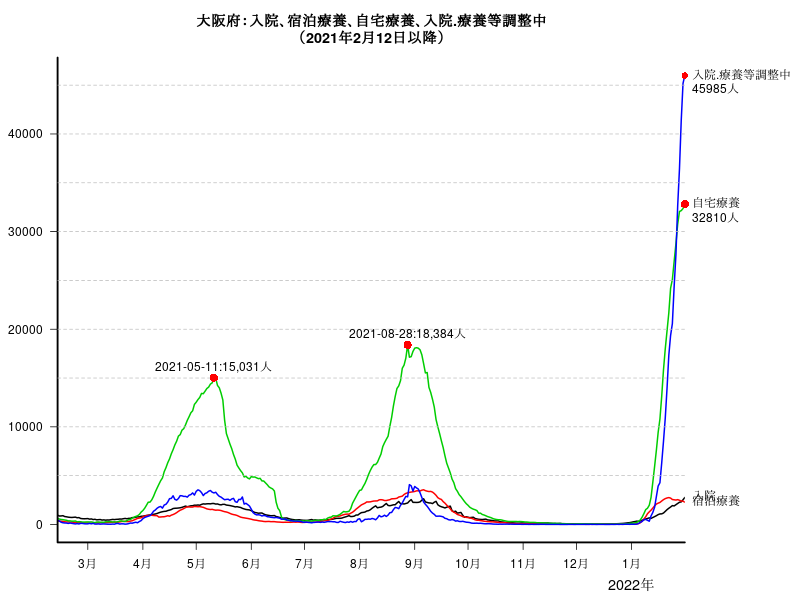 大阪府：入院、宿泊療養、自宅療養、入院.療養等調整中
（2021年2月12日以降）
入院.療養等調整中
45985人
40000
自宅療養
32810人
30000
20000
2021-08-28:18,384人
2021-05-11:15,031人
10000
入院
宿泊療養
0
3月 4月 5月 6月 7月 8月 9月 10月 11月 12月 1月
2022年